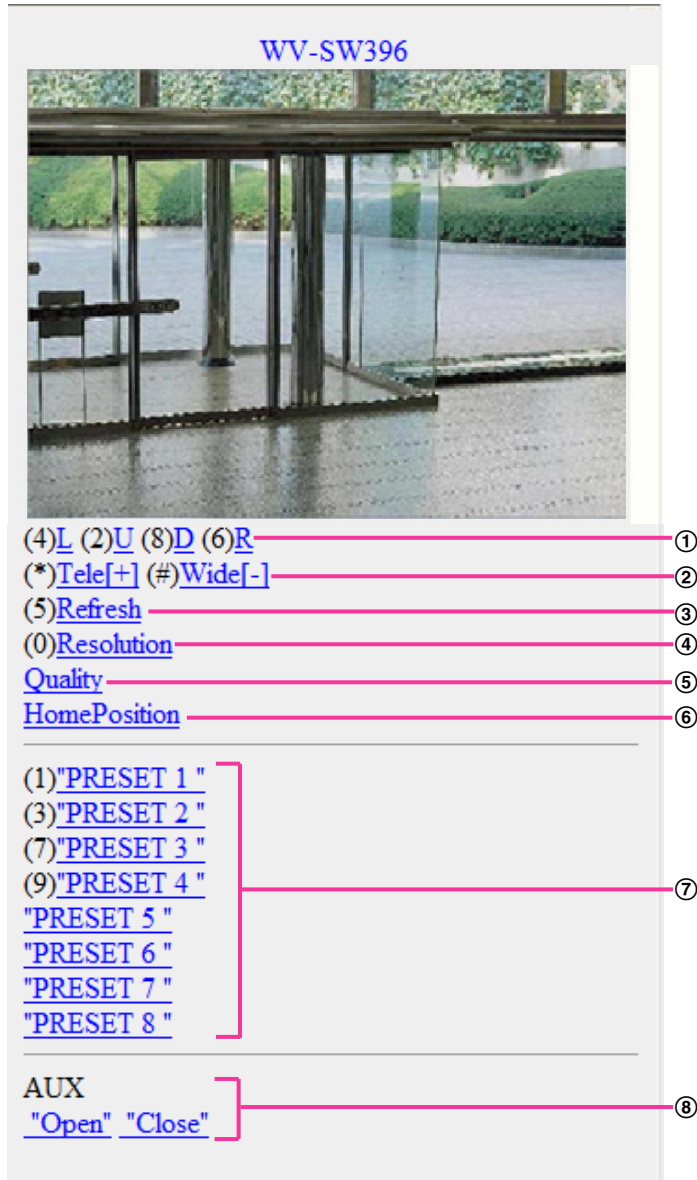 WV-SW396
(4)L (2)U (8)D (6)R ①
(*)Tele[+] (#)Wide[-] ②
(5)Refresh ③
(0)Resolution ④
Quality ⑤
HomePosition ⑥
(1)"PRESET 1 "
(3)"PRESET 2 "
(7)"PRESET 3 "
(9)"PRESET 4 " ⑦
"PRESET 5 "
"PRESET 6 "
"PRESET 7 "
"PRESET 8 "
AUX
"Open" "Close" ⑧